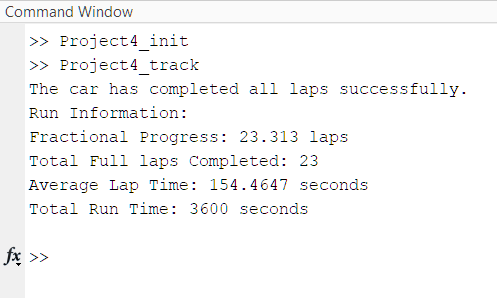 Command Window
>> Project4_init
>> Project4_track
The car has completed all laps successfully.
Run Information:
Fractional Progress: 23.313 laps
Total Full laps Completed: 23
Average Lap Time: 154.4647 seconds
Total Run Time: 3600 seconds
fx >>